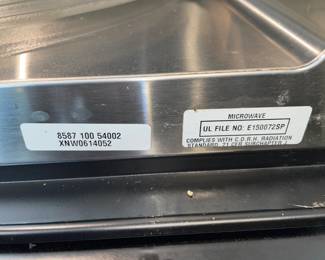 8587 100 54002
XNW0614052
MICROWAVE
UL FILE NO: E150072SP
COMPLIES WITH C.D.R.H. RADIATION
STANDARD, 21 CFR SUBCHAPTER J